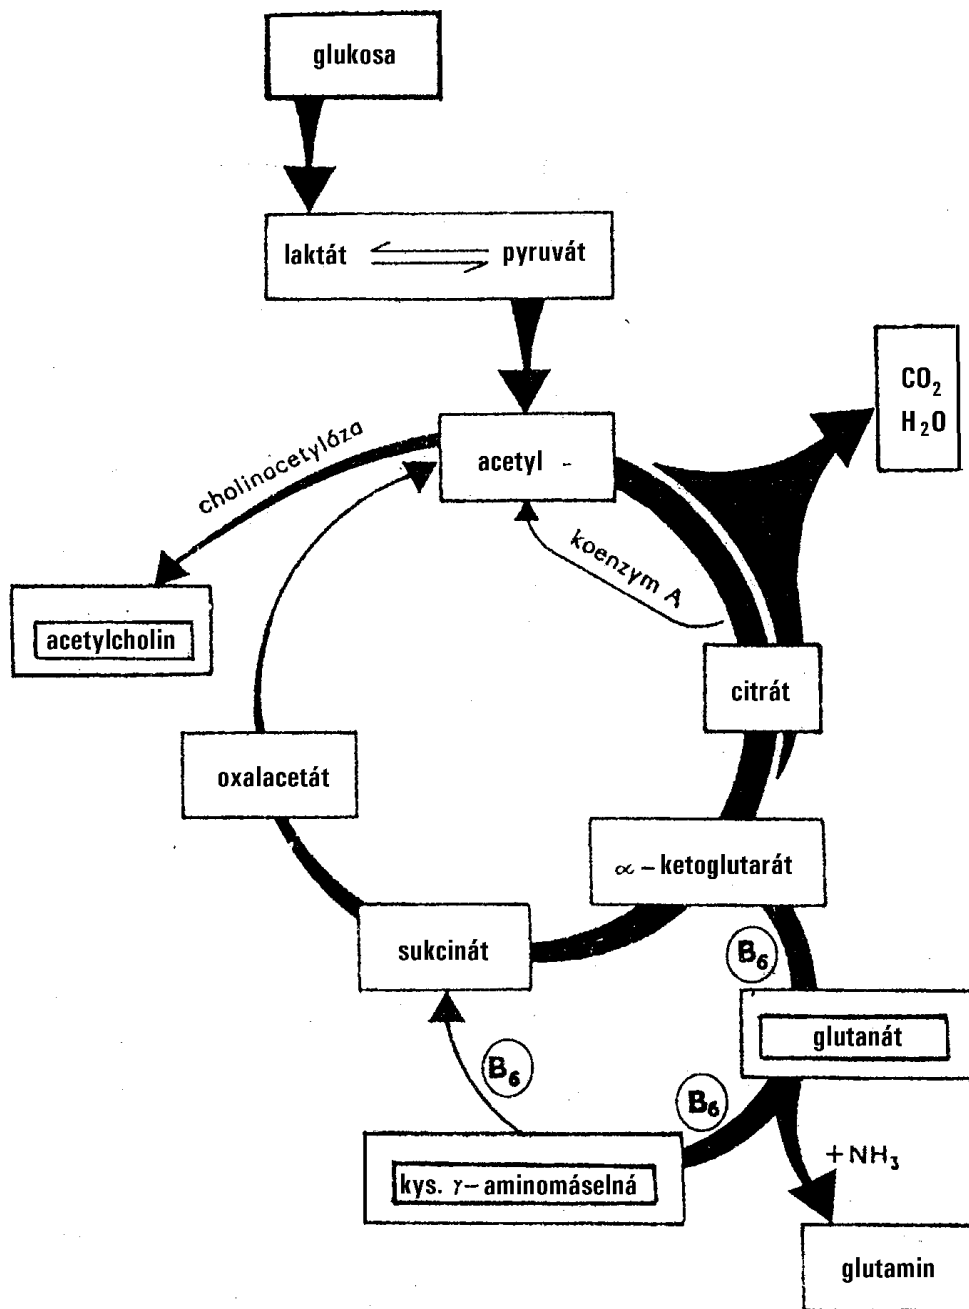 glukosa
laktát
pyruvát
CO₂
H₂O
acetyl -
cholinacetyláza
koenzym A
acetylcholin
citrát
oxalacetát
α – ketoglutarát
sukcinát
B₆
glutanát
B₆
B₆
+NH₃
kys. γ– aminomáselná
glutamin